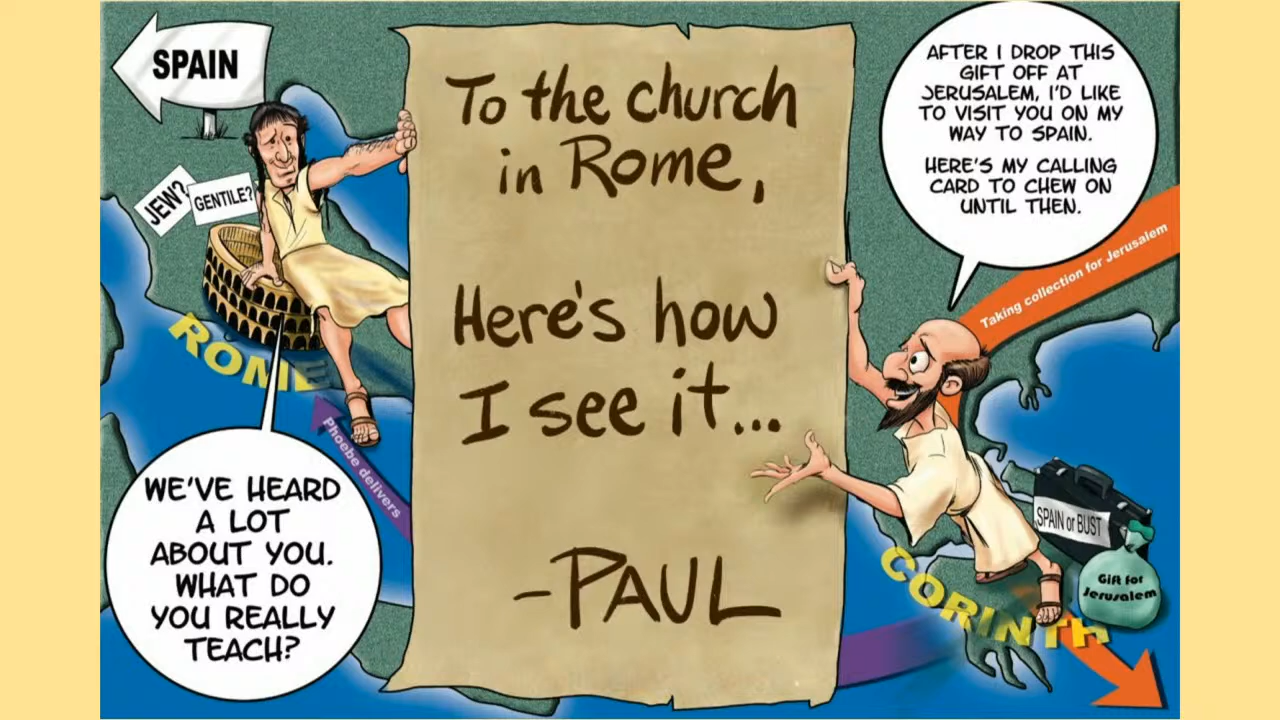 SPAIN
JEW?
GENTILE?
ROME
Phoebe delivers
WE'VE HEARD
A LOT
ABOUT YOU.
WHAT DO
YOU REALLY
TEACH?
To the church
in Rome,
Here's how
I see it...
-PAUL
AFTER I DROP THIS
GIFT OFF AT
JERUSALEM, I'D LIKE
TO VISIT YOU ON MY
WAY TO SPAIN.
HERE'S MY CALLING
CARD TO CHEW ON
UNTIL THEN.
Taking collection for Jerusalem
SPAIN or BUST
Gift for
Jerusalem
CORINTH